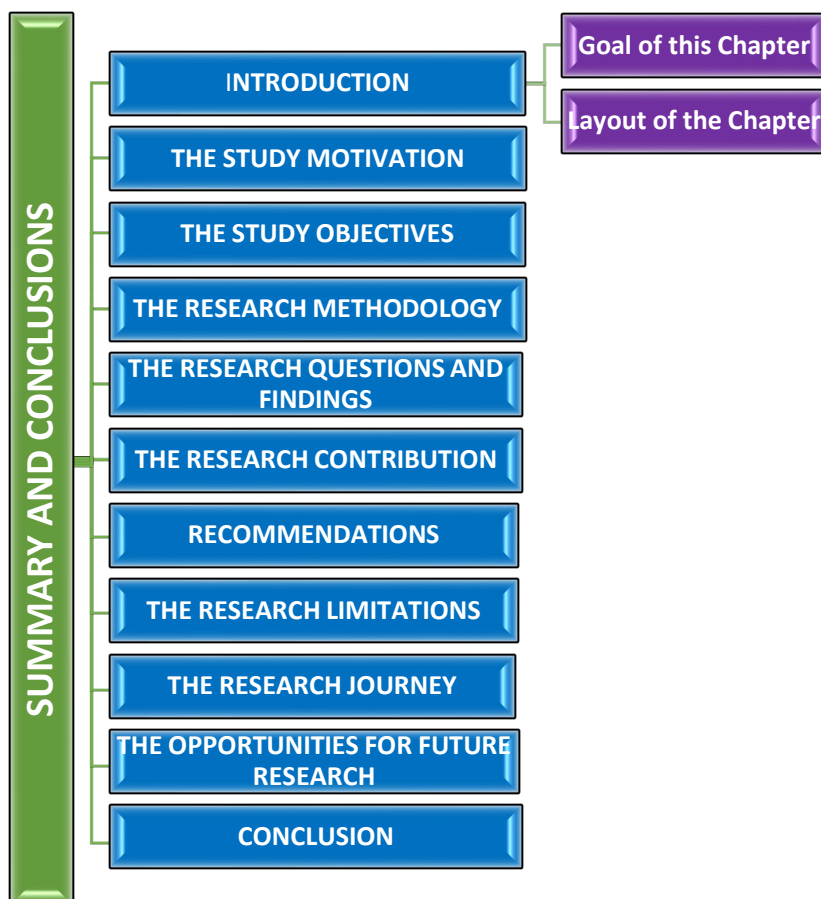 SUMMARY AND CONCLUSIONS
INTRODUCTION
Goal of this Chapter
Layout of the Chapter
THE STUDY MOTIVATION
THE STUDY OBJECTIVES
THE RESEARCH METHODOLOGY
THE RESEARCH QUESTIONS AND
FINDINGS
THE RESEARCH CONTRIBUTION
RECOMMENDATIONS
THE RESEARCH LIMITATIONS
THE RESEARCH JOURNEY
THE OPPORTUNITIES FOR FUTURE
RESEARCH
CONCLUSION